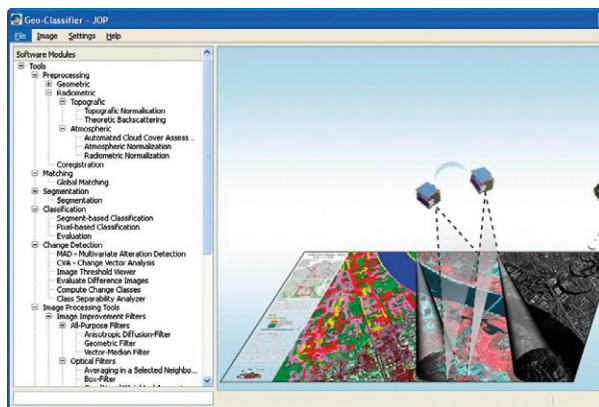 Geo-Classifier - JOP
File Image Settings Help
Software Modules
Tools
Preprocessing
Geometric
Radiometric
Topografic
Topografic Normalisation
Theoretic Backscattering
Atmospheric
Automated Cloud Cover Assess...
Atmospheric Normalization
Radiometric Normalization
Coregistration
Matching
Global Matching
Segmentation
Segmentation
Classification
Segment-based Classification
Pixel-based Classification
Evaluation
Change Detection
MAD - Multivariate Alteration Detection
CVA - Change Vector Analysis
Image Threshold Viewer
Evaluate Difference Images
Compute Change Classes
Class Separability Analyzer
Image Processing Tools
Image Improvement Filters
All-Purpose Filters
Anisotropic Diffusion-Filter
Geometric Filter
Vector-Median Filter
Optical Filters
Averaging in a Selected Neighbo...
Box-Filter